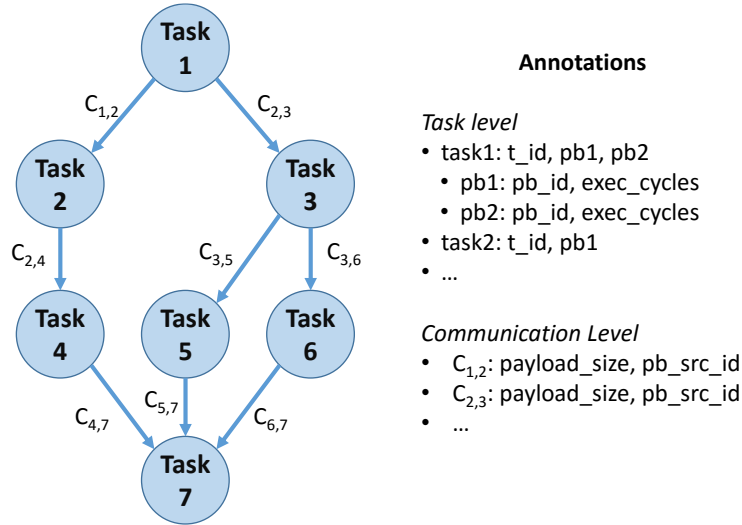 Task
1
C1,2
C2,3
Task
2
Task
3
C2,4
C3,5
C3,6
Task
4
Task
5
Task
6
C4,7
C5,7
C6,7
Task
7
Annotations
Task level
• task1: t_id, pb1, pb2
• pb1: pb_id, exec_cycles
• pb2: pb_id, exec_cycles
• task2: t_id, pb1
• ...
Communication Level
• C1,2: payload_size, pb_src_id
• C2,3: payload_size, pb_src_id
• ...